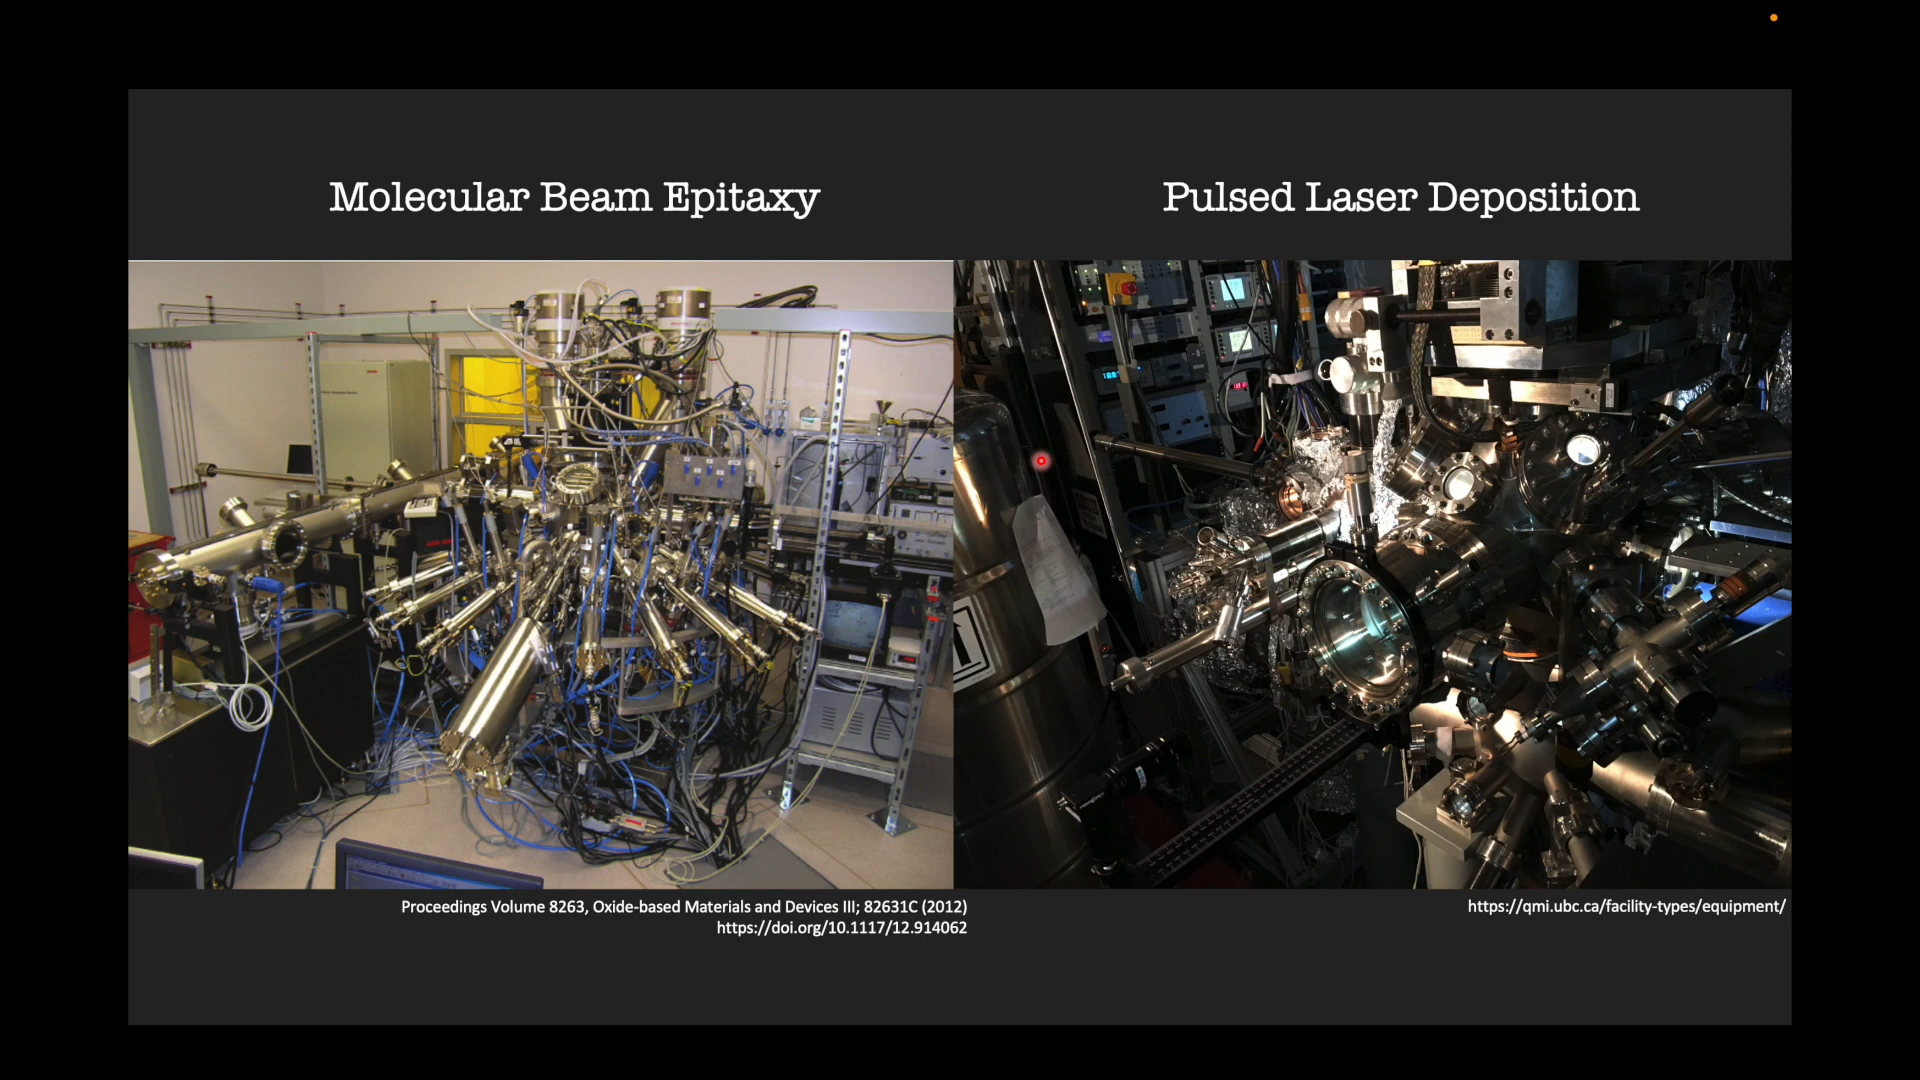 Molecular Beam Epitaxy
Pulsed Laser Deposition
Proceedings Volume 8263, Oxide-based Materials and Devices III; 82631C (2012)
https://doi.org/10.1117/12.914062
https://qmi.ubc.ca/facility-types/equipment/